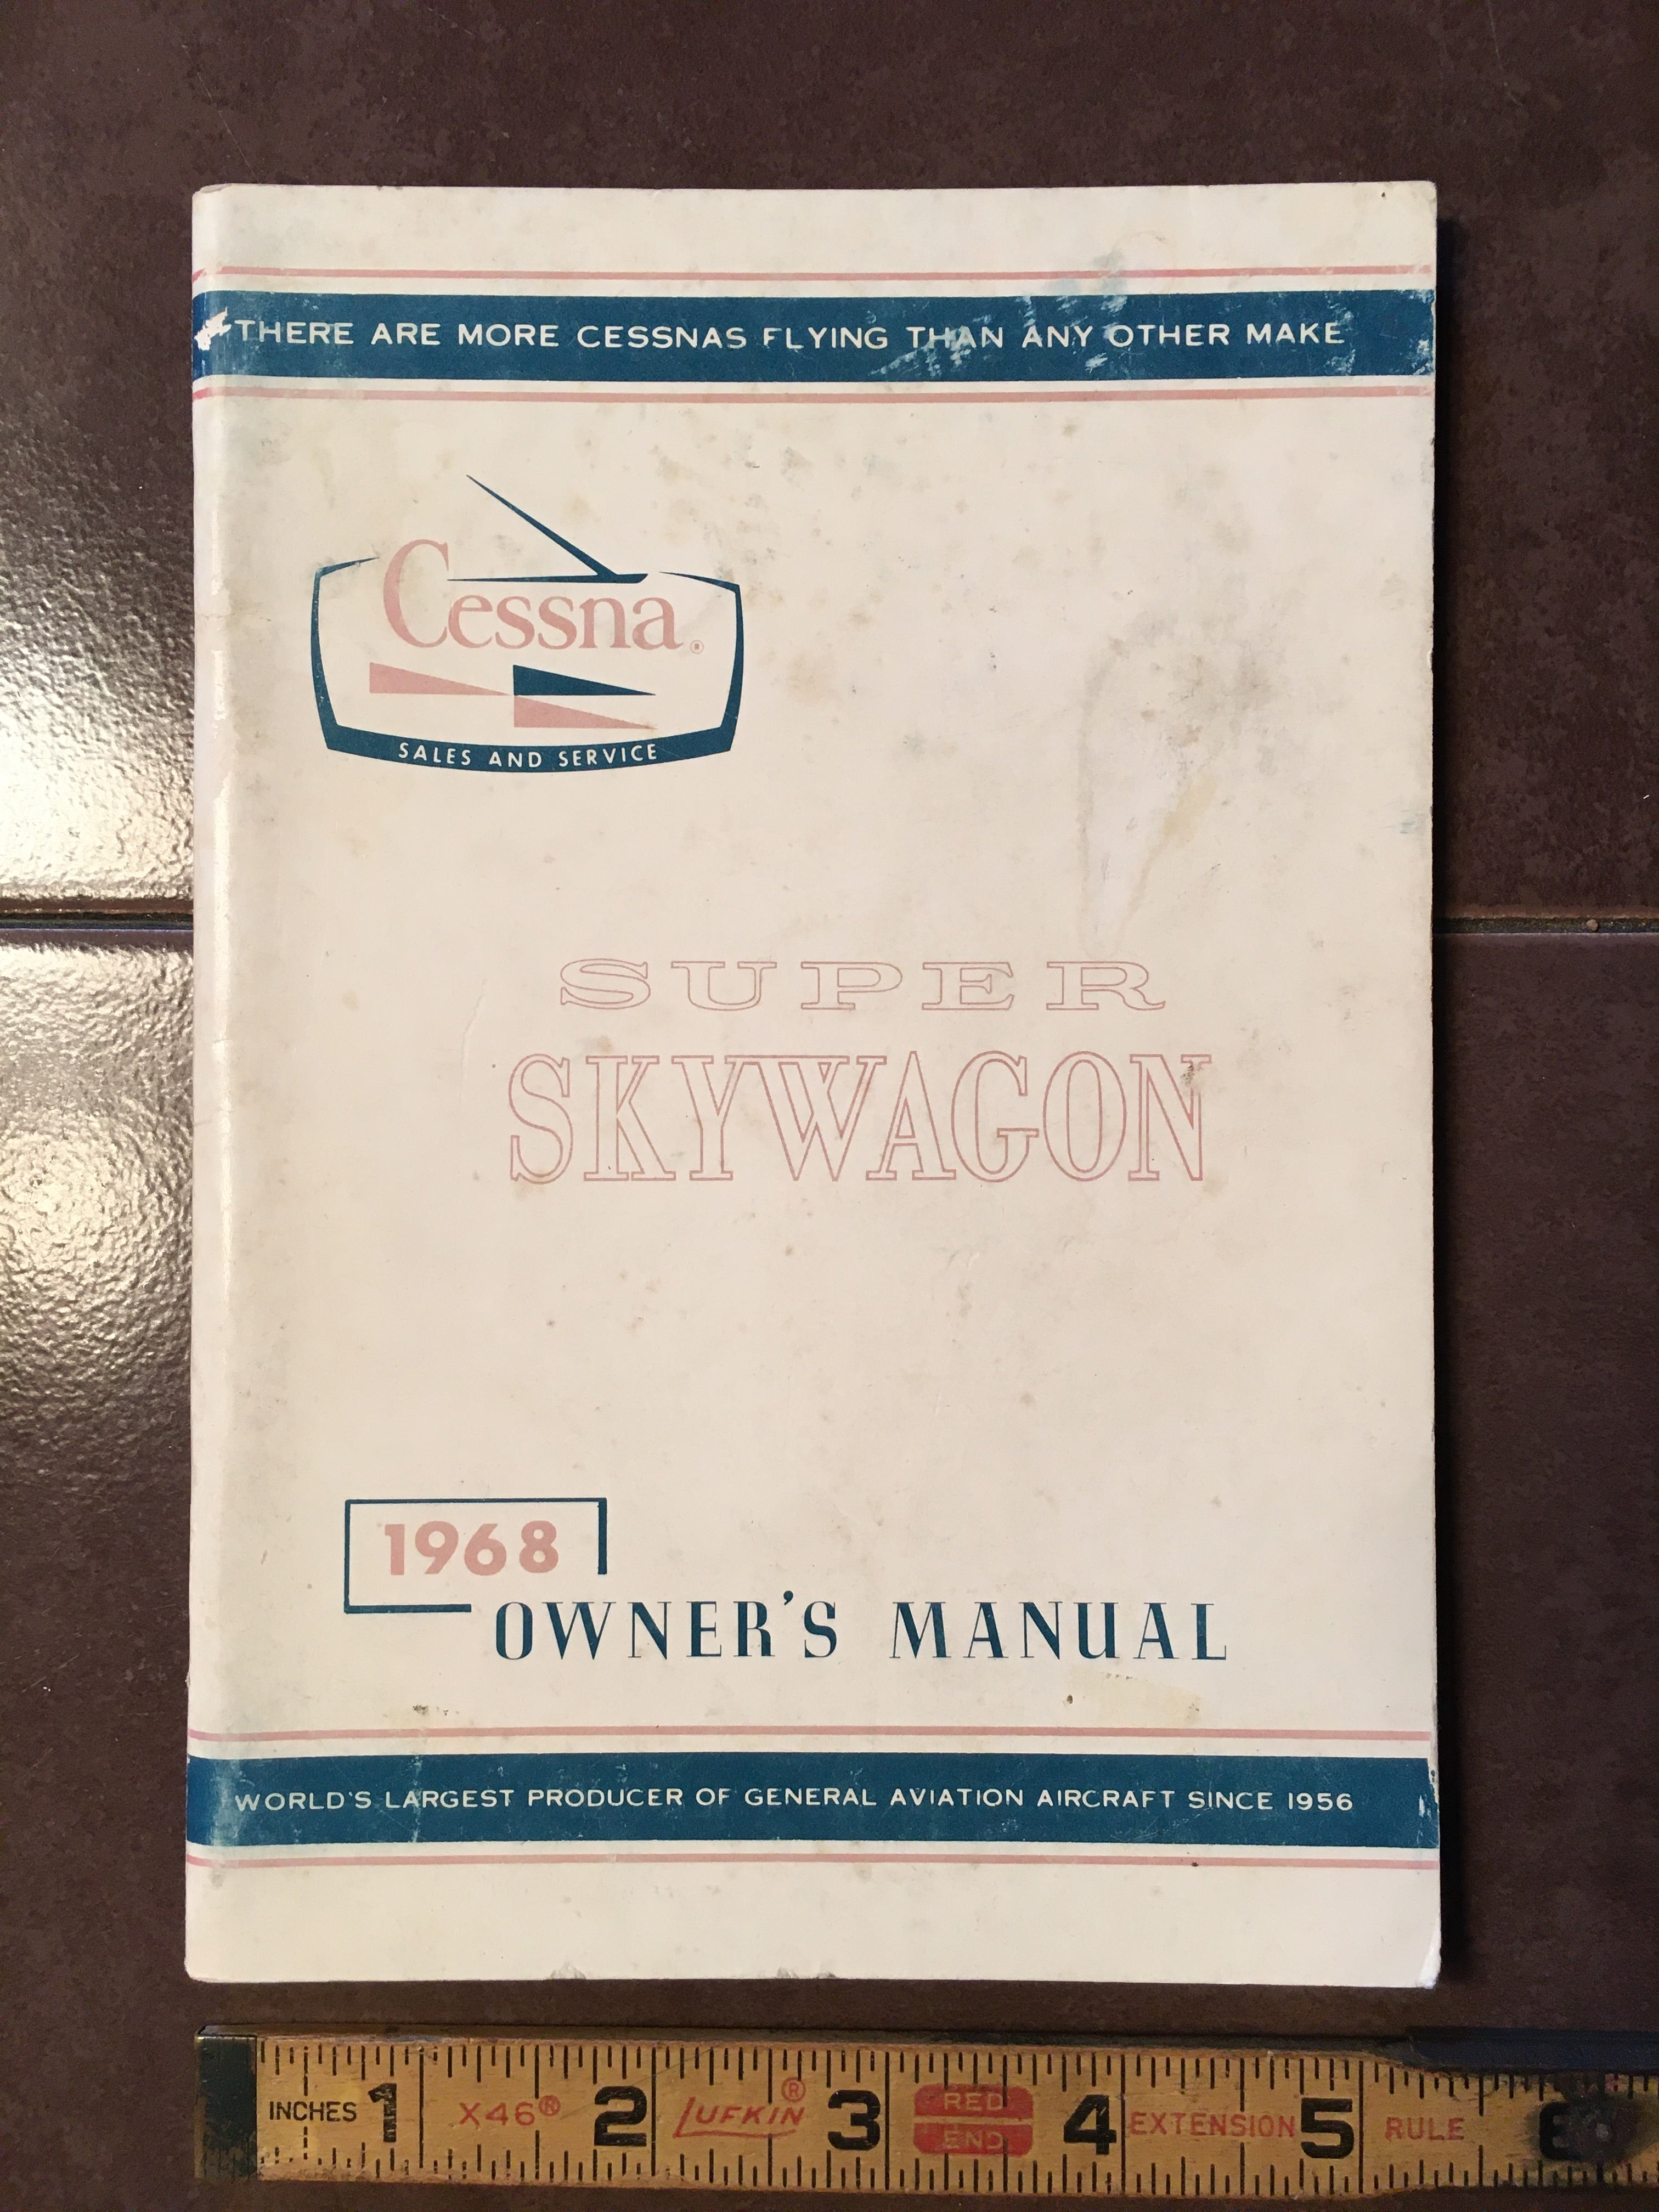 THERE ARE MORE CESSNAS FLYING THAN ANY OTHER MAKE
Cessna®
SALES AND SERVICE
SUPER
SKYWAGON
1968
OWNER'S MANUAL
WORLD'S LARGEST PRODUCER OF GENERAL AVIATION AIRCRAFT SINCE 1956
INCHES 1 X46® 2 LUFKIN® 3 RED END 4 EXTENSION 5 RULE 6